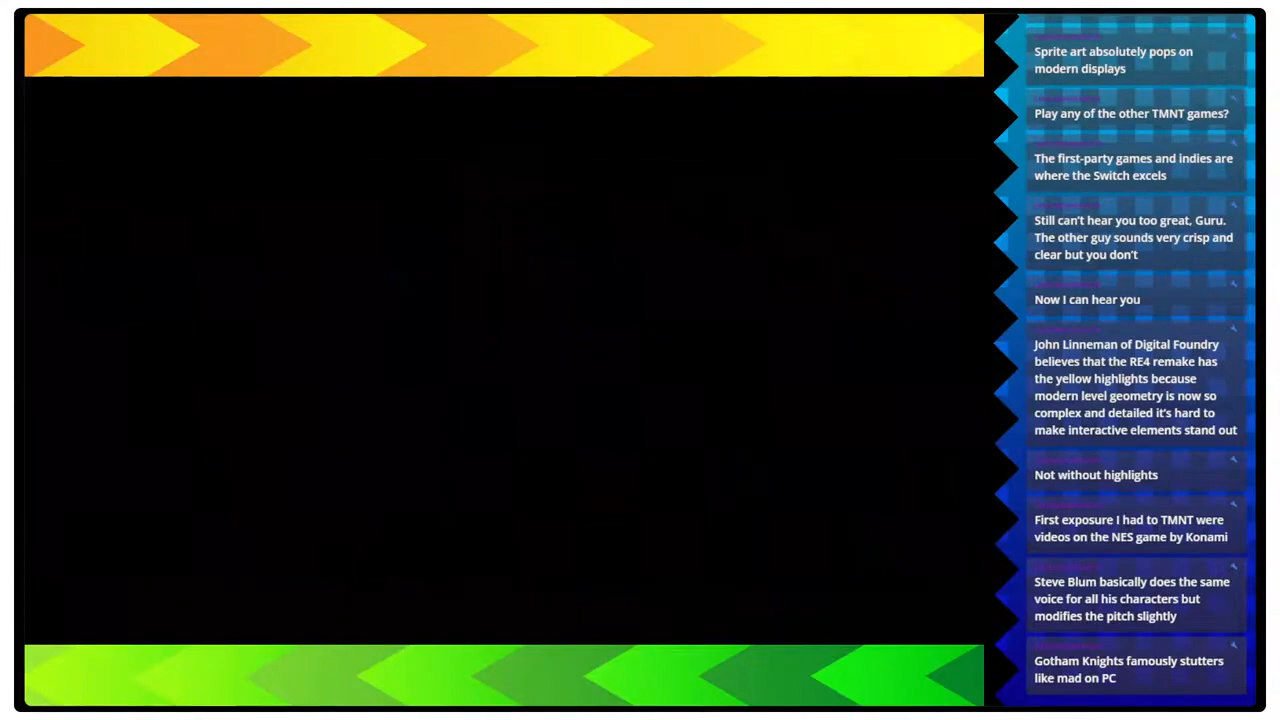 Sprite art absolutely pops on
modern displays
Play any of the other TMNT games?
The first-party games and indies are
where the Switch excels
Still can't hear you too great, Guru.
The other guy sounds very crisp and
clear but you don't
Now I can hear you
John Linneman of Digital Foundry
believes that the RE4 remake has
the yellow highlights because
modern level geometry is now so
complex and detailed it's hard to
make interactive elements stand out
Not without highlights
First exposure I had to TMNT were
videos on the NES game by Konami
Steve Blum basically does the same
voice for all his characters but
modifies the pitch slightly
Gotham Knights famously stutters
like mad on PC